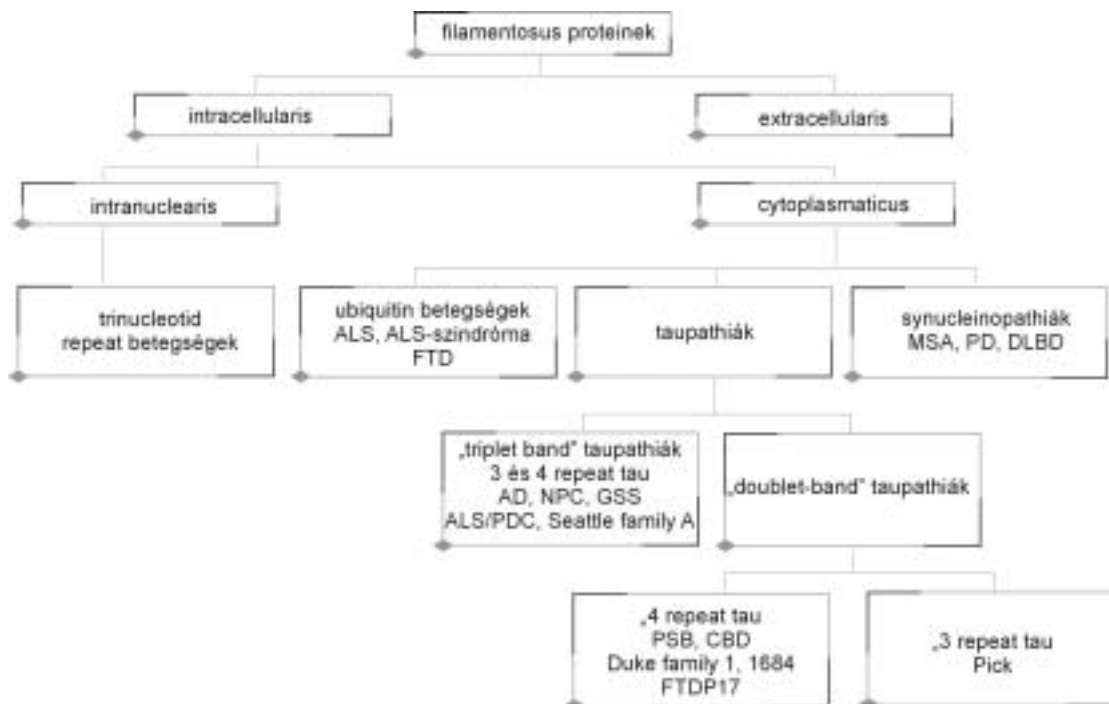 filamentosus proteinek
intracellularis
extracellularis
intranuclearis
cytoplasmaticus
trinucleotid
repeat betegségek
ubiquitin betegségek
ALS, ALS-szindróma
FTD
taupathiák
synucleinopathiák
MSA, PD, DLBD
„triplet band” taupathiák
3 és 4 repeat tau
AD, NPC, GSS
ALS/PDC, Seattle family A
„doublet-band” taupathiák
„4 repeat tau
PSB, CBD
Duke family 1, 1684
FTDP17
„3 repeat tau
Pick